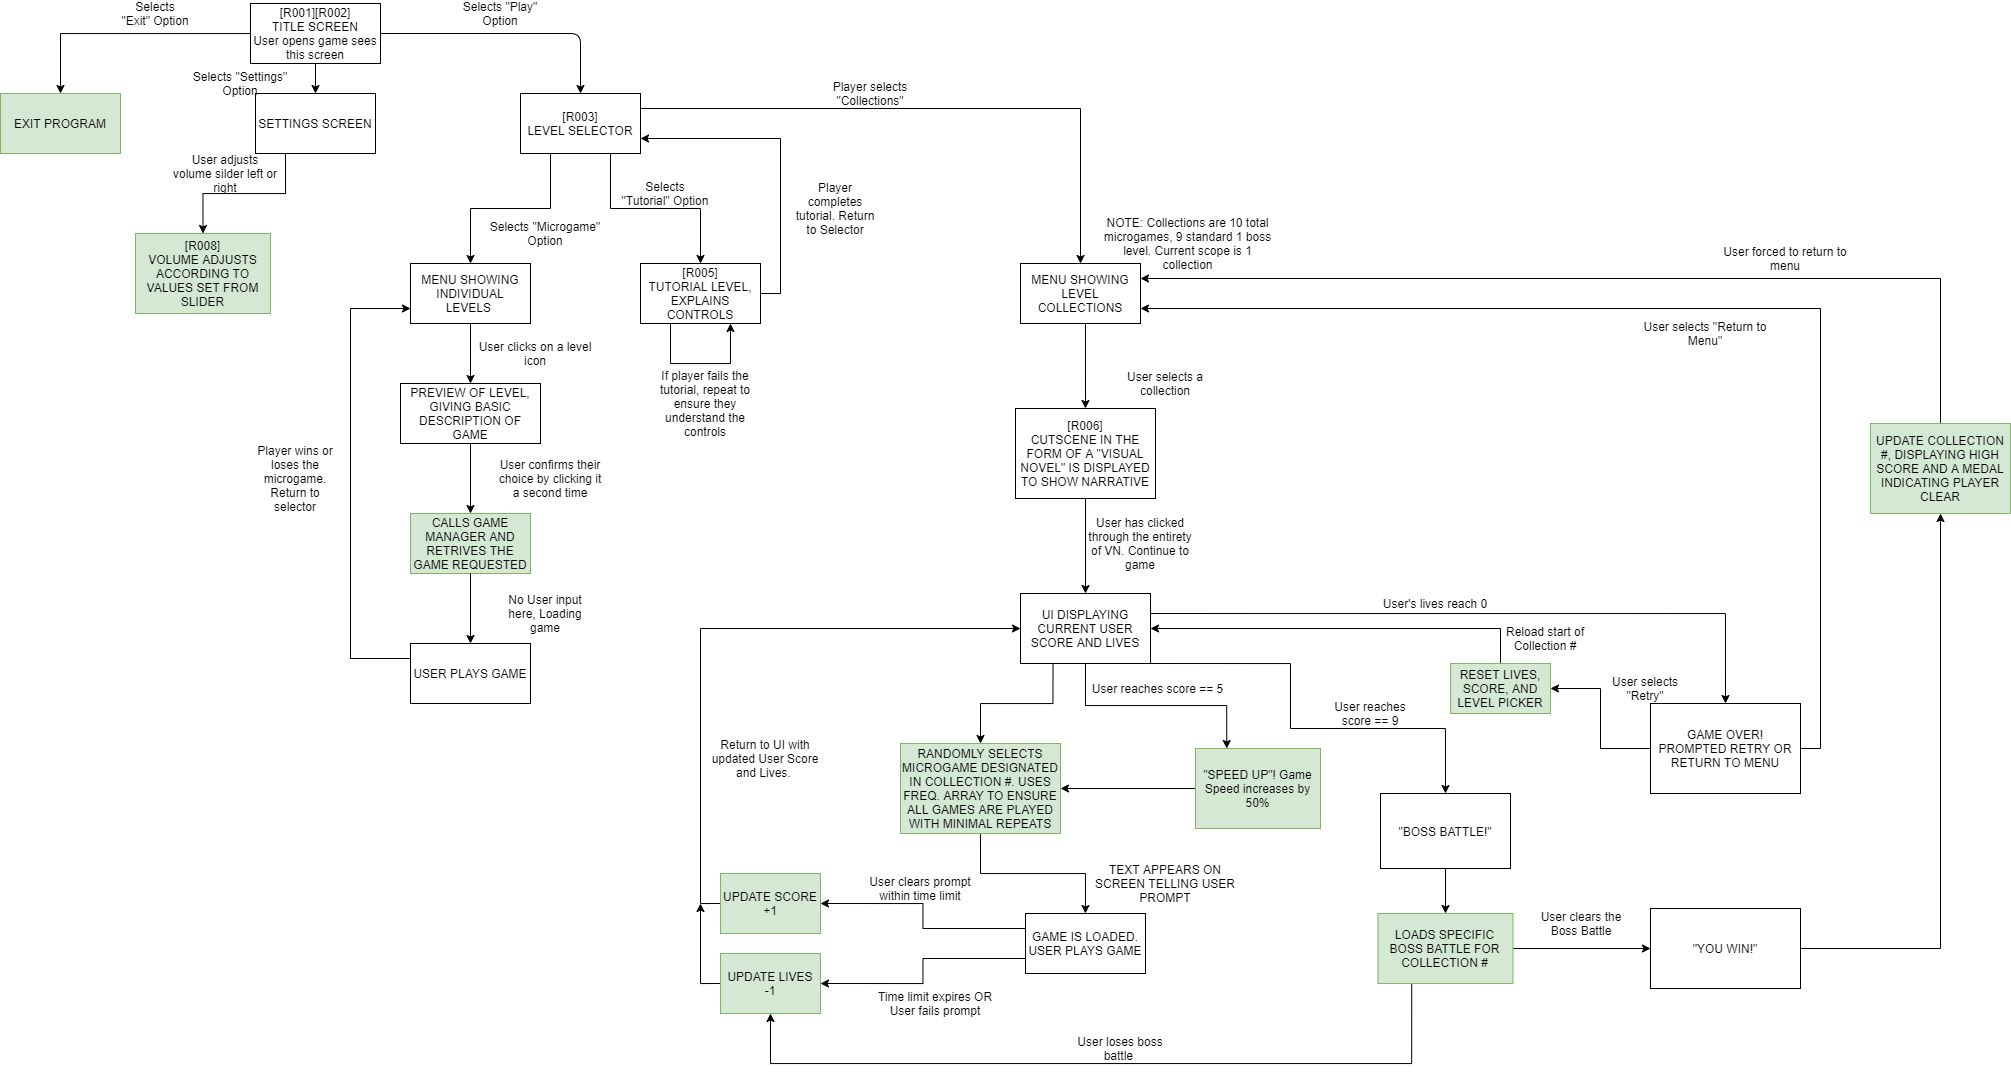 Selects
"Exit" Option
[R001][R002]
TITLE SCREEN
User opens game sees
this screen
Selects "Play"
Option
Selects "Settings"
Option
EXIT PROGRAM
SETTINGS SCREEN
[R003]
LEVEL SELECTOR
Player selects
"Collections"
User adjusts
volume silder left or
right
[R008]
VOLUME ADJUSTS
ACCORDING TO
VALUES SET FROM
SLIDER
Selects "Microgame"
Option
Selects
"Tutorial" Option
Player
completes
tutorial. Return
to Selector
MENU SHOWING
INDIVIDUAL
LEVELS
[R005]
TUTORIAL LEVEL,
EXPLAINS
CONTROLS
If player fails the
tutorial, repeat to
ensure they
understand the
controls
User clicks on a level
icon
PREVIEW OF LEVEL,
GIVING BASIC
DESCRIPTION OF
GAME
User confirms their
choice by clicking it
a second time
Player wins or
loses the
microgame.
Return to
selector
CALLS GAME
MANAGER AND
RETRIVES THE
GAME REQUESTED
No User input
here, Loading
game
USER PLAYS GAME
NOTE: Collections are 10 total
microgames, 9 standard 1 boss
level. Current scope is 1
collection
MENU SHOWING
LEVEL
COLLECTIONS
User forced to return to
menu
User selects "Return to
Menu"
User selects a
collection
[R006]
CUTSCENE IN THE
FORM OF A "VISUAL
NOVEL" IS DISPLAYED
TO SHOW NARRATIVE
UPDATE COLLECTION
#, DISPLAYING HIGH
SCORE AND A MEDAL
INDICATING PLAYER
CLEAR
User has clicked
through the entirety
of VN. Continue to
game
UI DISPLAYING
CURRENT USER
SCORE AND LIVES
User's lives reach 0
Reload start of
Collection #
RESET LIVES,
SCORE, AND
LEVEL PICKER
User selects
"Retry"
GAME OVER!
PROMPTED RETRY OR
RETURN TO MENU
User reaches score == 5
User reaches
score == 9
Return to UI with
updated User Score
and Lives.
RANDOMLY SELECTS
MICROGAME DESIGNATED
IN COLLECTION #. USES
FREQ. ARRAY TO ENSURE
ALL GAMES ARE PLAYED
WITH MINIMAL REPEATS
"SPEED UP"! Game
Speed increases by
50%
"BOSS BATTLE!"
TEXT APPEARS ON
SCREEN TELLING USER
PROMPT
User clears prompt
within time limit
UPDATE SCORE
+1
GAME IS LOADED.
USER PLAYS GAME
UPDATE LIVES
-1
Time limit expires OR
User fails prompt
LOADS SPECIFIC
BOSS BATTLE FOR
COLLECTION #
User clears the
Boss Battle
"YOU WIN!"
User loses boss
battle